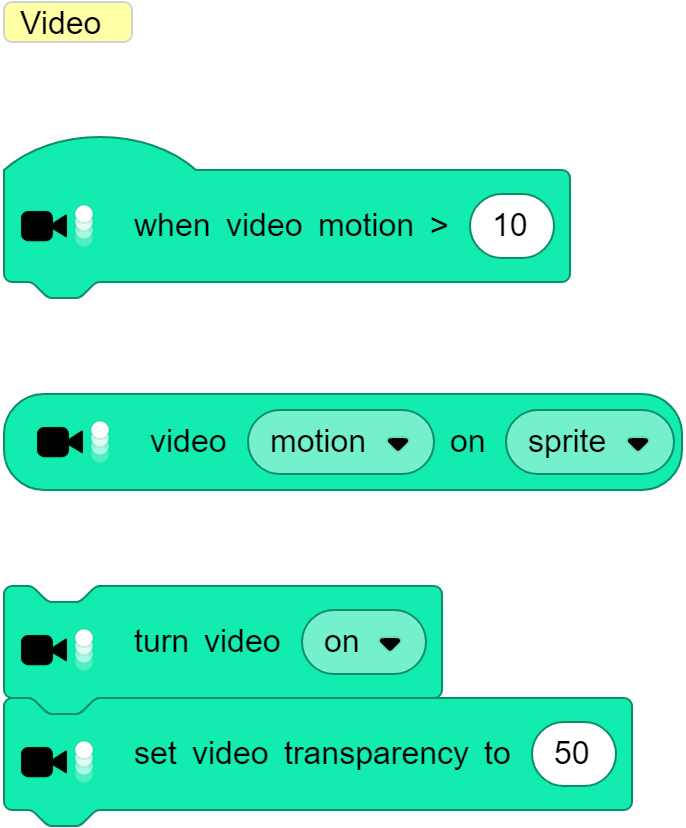 Video
when video motion > 10
video motion on sprite
turn video on
set video transparency to 50